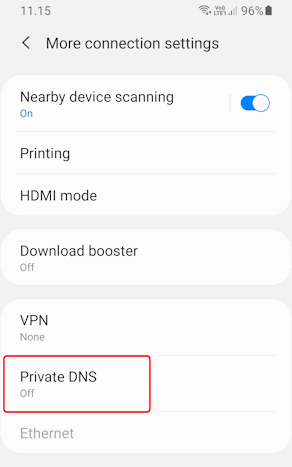 11.15
Vo)) LTE1 96%
More connection settings
Nearby device scanning
On
Printing
HDMI mode
Download booster
Off
VPN
None
Private DNS
Off
Ethernet